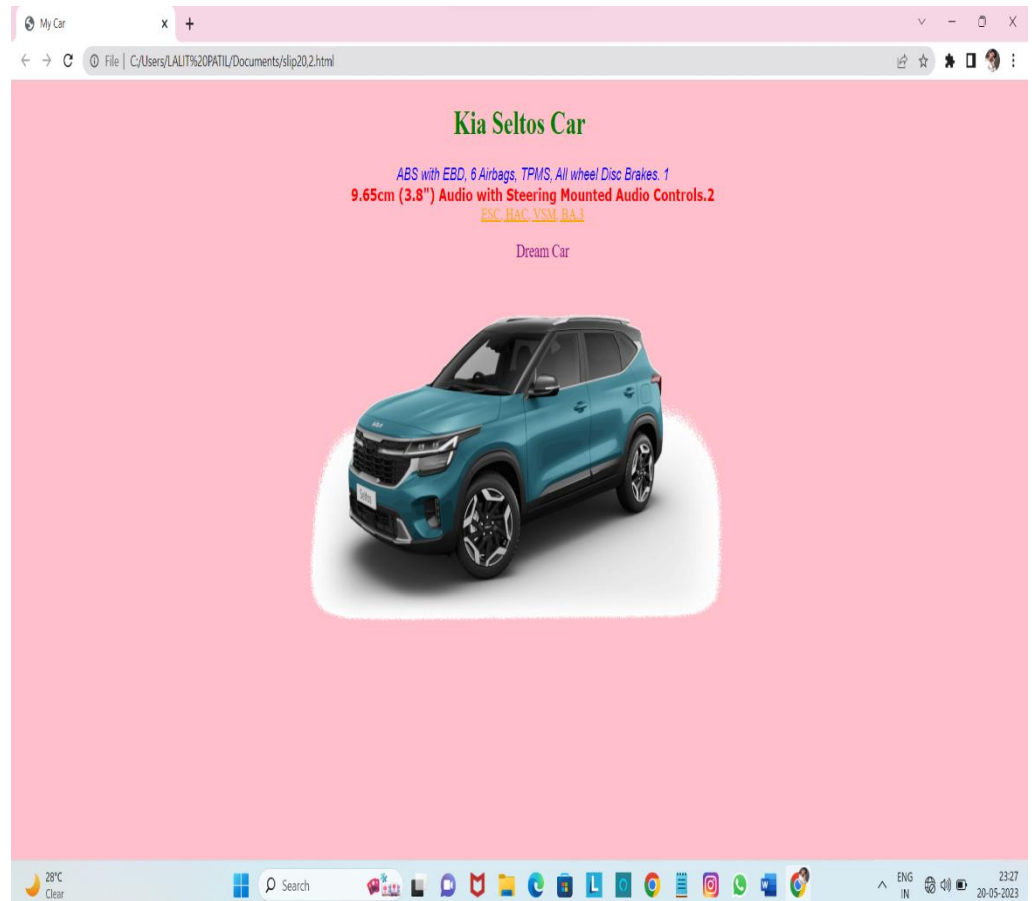 My Car
File | C:/Users/LALIT%20PATIL/Documents/slip20,2.html
Kia Seltos Car
ABS with EBD, 6 Airbags, TPMS, All wheel Disc Brakes. 1
9.65cm (3.8") Audio with Steering Mounted Audio Controls.2
ESC, HAC, VSM, BA.3
Dream Car
KIA
Seltos
28°C
Clear
Search
L
ENG
IN
23:27
20-05-2023